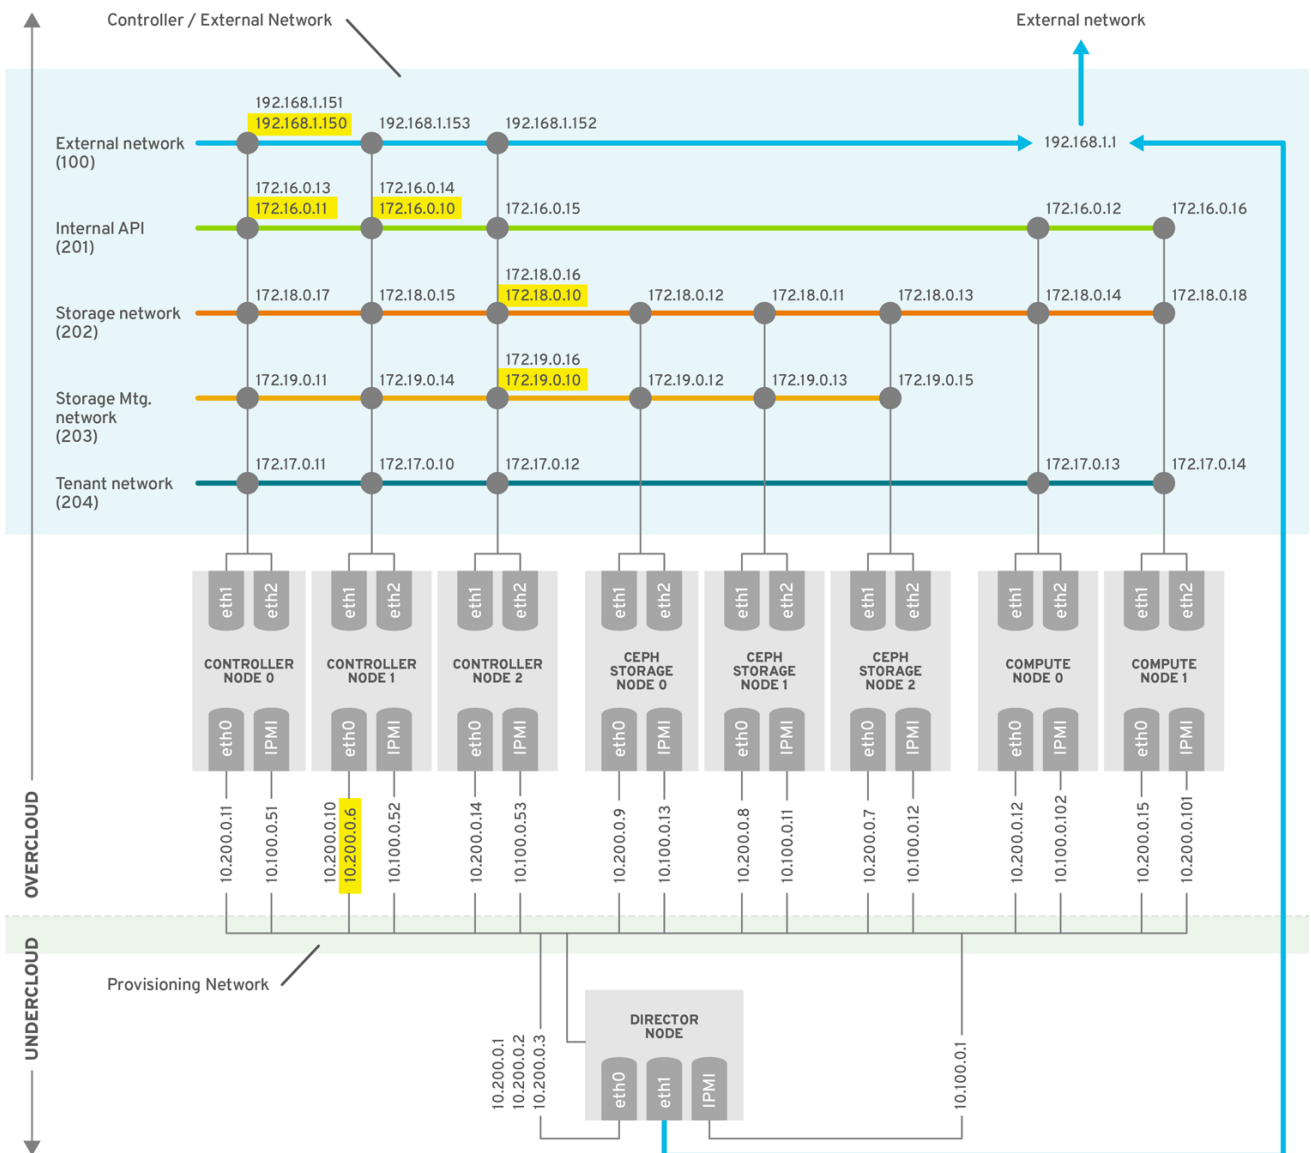 Controller / External Network
External network
192.168.1.151
192.168.1.150
192.168.1.153
192.168.1.152
External network
(100)
192.168.1.1
172.16.0.13
172.16.0.11
172.16.0.14
172.16.0.10
172.16.0.15
172.16.0.12
172.16.0.16
Internal API
(201)
172.18.0.17
172.18.0.15
172.18.0.16
172.18.0.10
172.18.0.12
172.18.0.11
172.18.0.13
172.18.0.14
172.18.0.18
Storage network
(202)
172.19.0.11
172.19.0.14
172.19.0.16
172.19.0.10
172.19.0.12
172.19.0.13
172.19.0.15
Storage Mtg.
network
(203)
172.17.0.11
172.17.0.10
172.17.0.12
172.17.0.13
172.17.0.14
Tenant network
(204)
eth1
eth2
CONTROLLER
NODE 0
eth0
IPMI
eth1
eth2
CONTROLLER
NODE 1
eth0
IPMI
eth1
eth2
CONTROLLER
NODE 2
eth0
IPMI
eth1
eth2
CEPH
STORAGE
NODE 0
eth0
IPMI
eth1
eth2
CEPH
STORAGE
NODE 1
eth0
IPMI
eth1
eth2
CEPH
STORAGE
NODE 2
eth0
IPMI
eth1
eth2
COMPUTE
NODE 0
eth0
IPMI
eth1
eth2
COMPUTE
NODE 1
eth0
IPMI
10.200.0.11
10.100.0.51
10.200.0.10
10.200.0.6
10.100.0.52
10.200.0.14
10.100.0.53
10.200.0.9
10.100.0.13
10.200.0.8
10.100.0.11
10.200.0.7
10.100.0.12
10.200.0.12
10.100.0.102
10.200.0.15
10.200.0.101
OVERCLOUD
UNDERCLOUD
Provisioning Network
10.200.0.1
10.200.0.2
10.200.0.3
DIRECTOR
NODE
eth0
eth1
IPMI
10.100.0.1